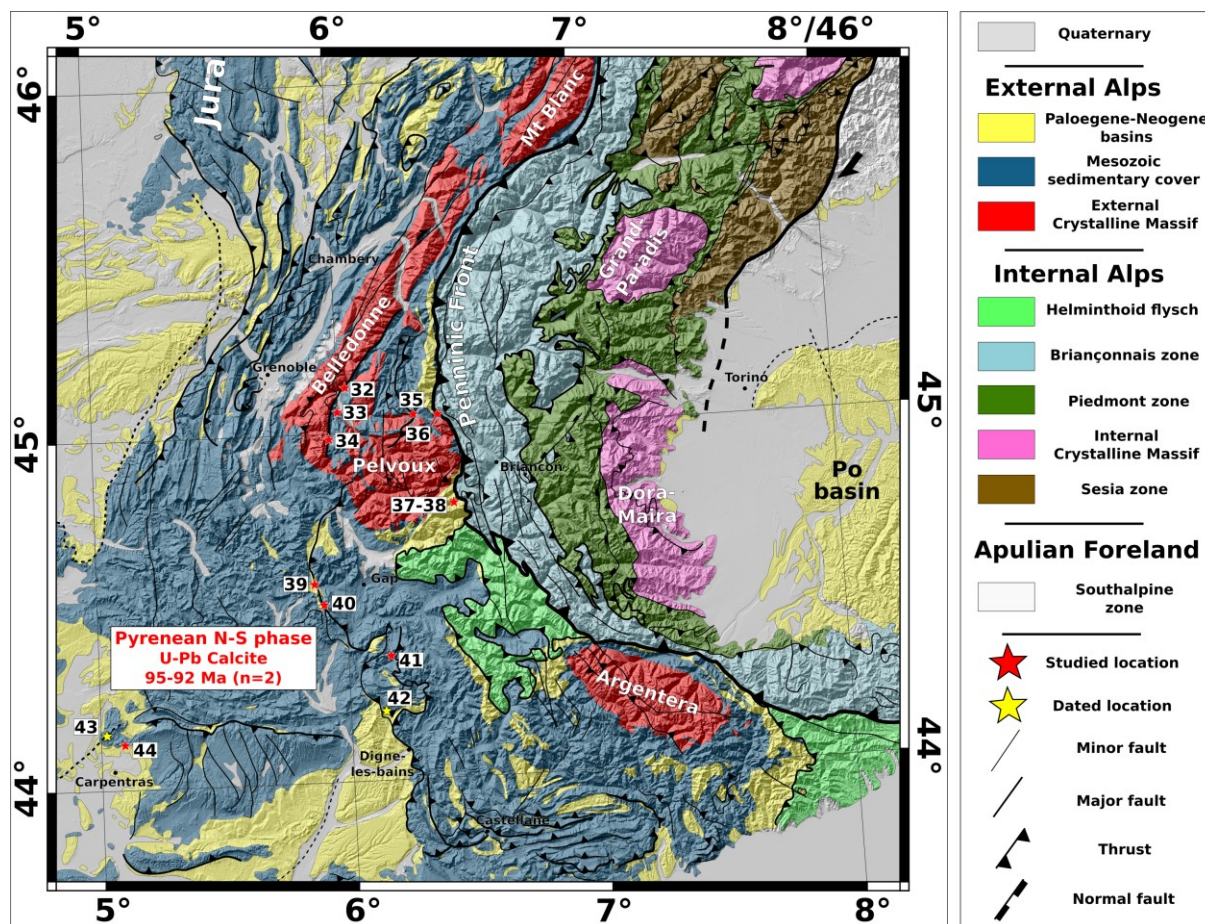 5°
6°
7°
8°/46°
46°
Jura
Mt Blanc
Chambery
Penninic Front
Grand-
Paradis
Belledonne
Grenoble
Torino
32
33
34
35
36
45°
45°
Pelvoux
Briançon
Dora-
Maira
Po
basin
37-38
39
Gap
40
Pyrenean N-S phase
U-Pb Calcite
95-92 Ma (n=2)
41
42
Argentera
43
44
Carpentras
Digne-
les-bains
44°
44°
Castellane
5°
6°
7°
8°
Quaternary
External Alps
Paloegene-Neogene
basins
Mesozoic
sedimentary cover
External
Crystalline Massif
Internal Alps
Helminthoid flysch
Briançonnais zone
Piedmont zone
Internal
Crystalline Massif
Sesia zone
Apulian Foreland
Southalpine
zone
Studied location
Dated location
Minor fault
Major fault
Thrust
Normal fault